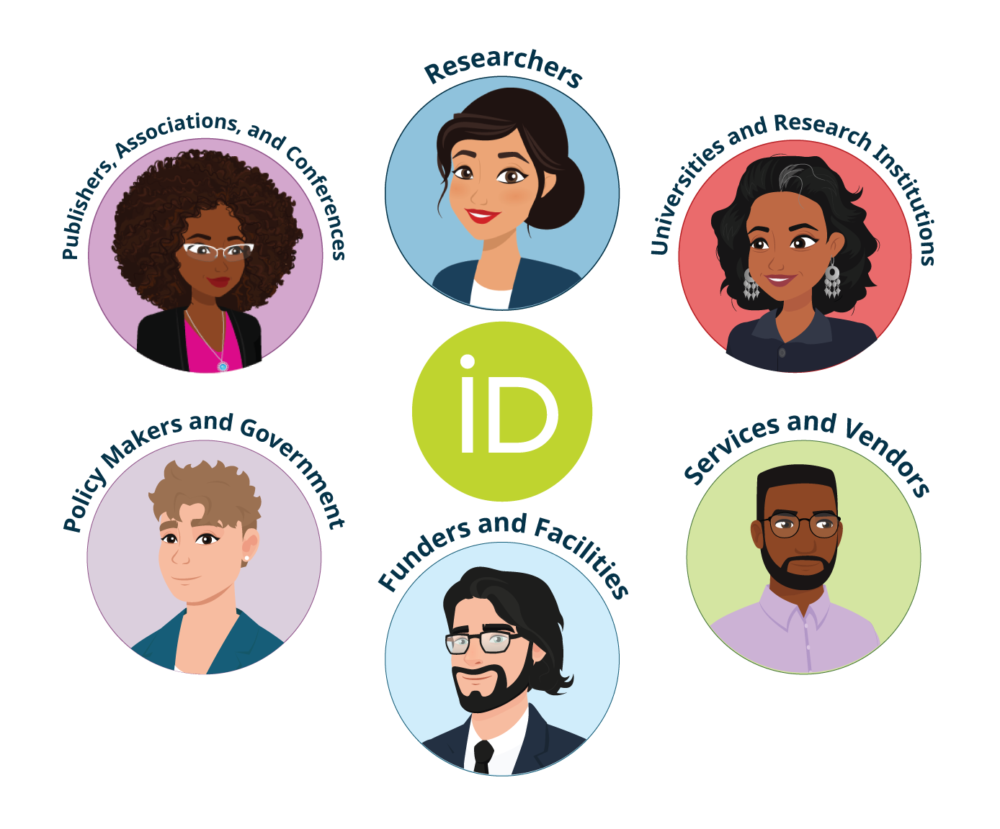 Researchers
Publishers, Associations, and Conferences
Universities and Research Institutions
iD
Policy Makers and Government
Services and Vendors
Funders and Facilities